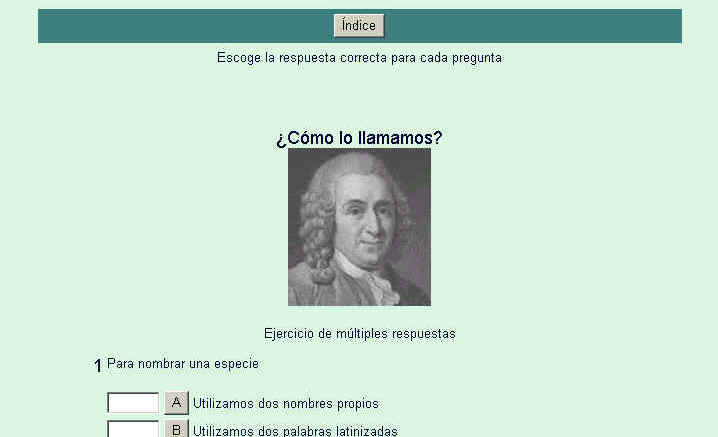 Índice
Escoge la respuesta correcta para cada pregunta
¿Cómo lo llamamos?
Ejercicio de múltiples respuestas
1 Para nombrar una especie
A Utilizamos dos nombres propios
B Utilizamos dos palabras latinizadas